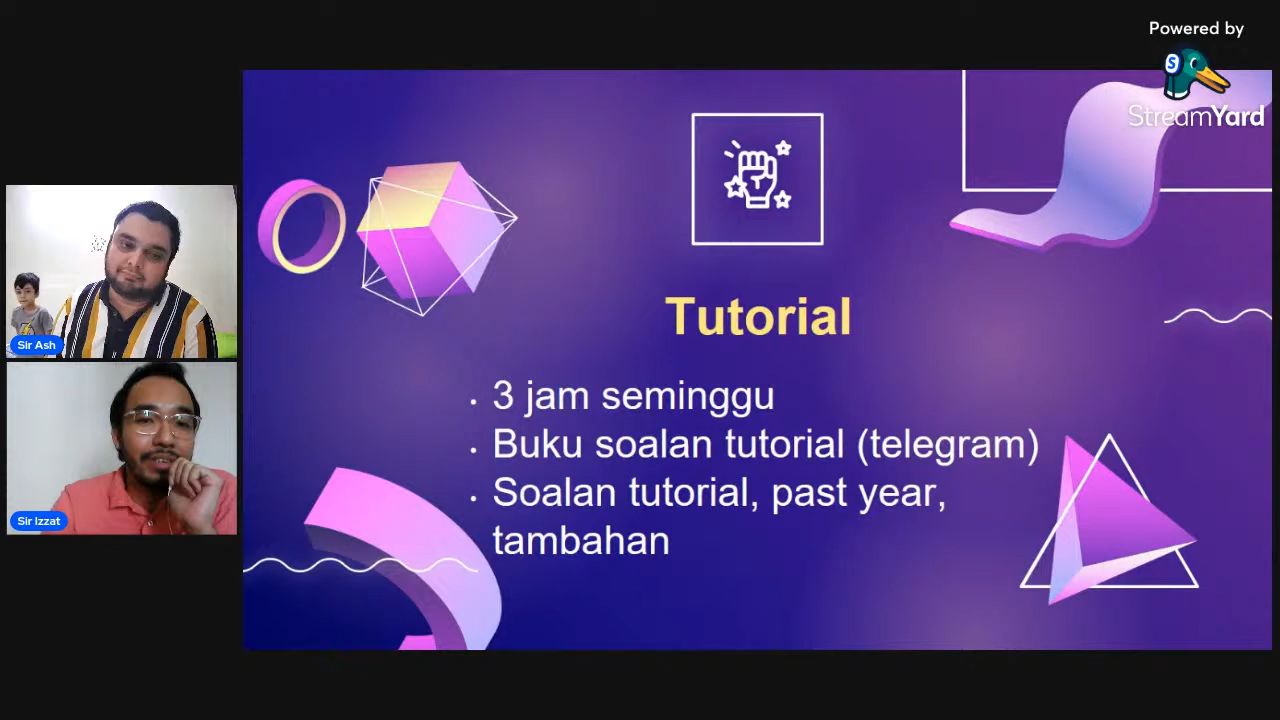 Powered by
StreamYard
Tutorial
• 3 jam seminggu
• Buku soalan tutorial (telegram)
• Soalan tutorial, past year,
tambahan
Sir Ash
Sir Izzat